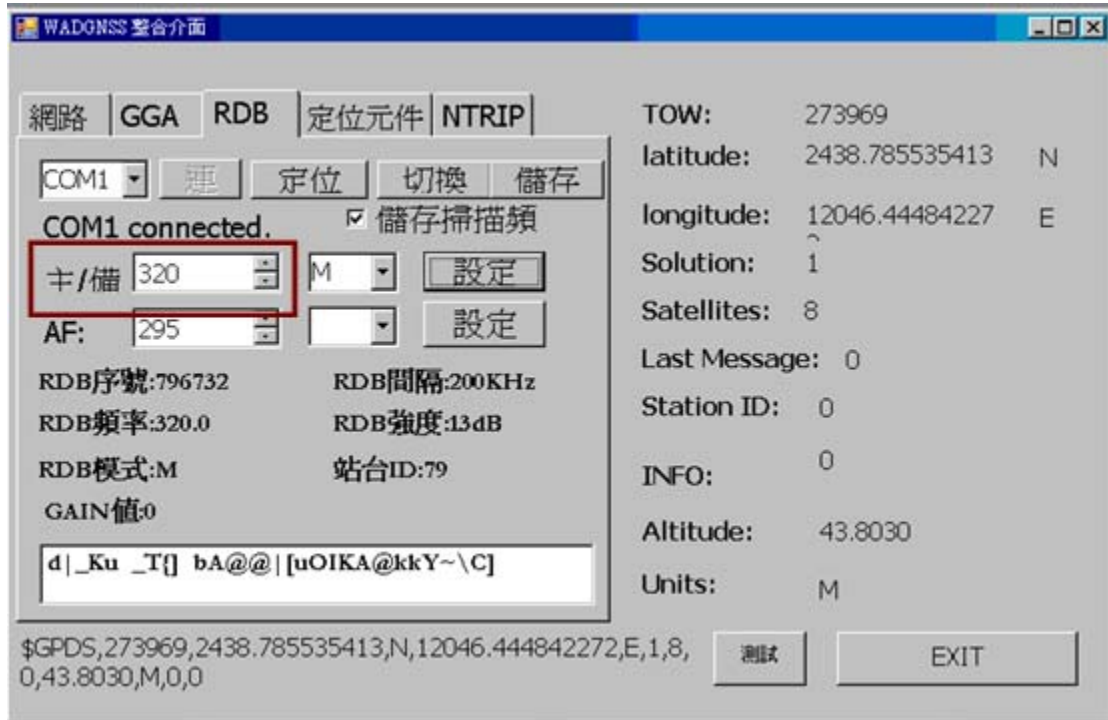 WADGNSS 整合介面
網路 GGA RDB 定位元件 NTRIP
COM1 連 定位 切換 儲存
COM1 connected. 儲存掃描頻
主/備 320 M 設定
AF: 295 設定
RDB序號:796732 RDB間隔:200KHz
RDB頻率:320.0 RDB強度:13dB
RDB模式:M 站台ID:79
GAIN值:0
d|_Ku _T{] bA@@|[uOIKA@kkY~\C]
TOW: 273969
latitude: 2438.785535413 N
longitude: 12046.44484227 E
Solution: 1
Satellites: 8
Last Message: 0
Station ID: 0
INFO: 0
Altitude: 43.8030
Units: M
$GPDS,273969,2438.785535413,N,12046.444842272,E,1,8,
0,43.8030,M,0,0
測試 EXIT